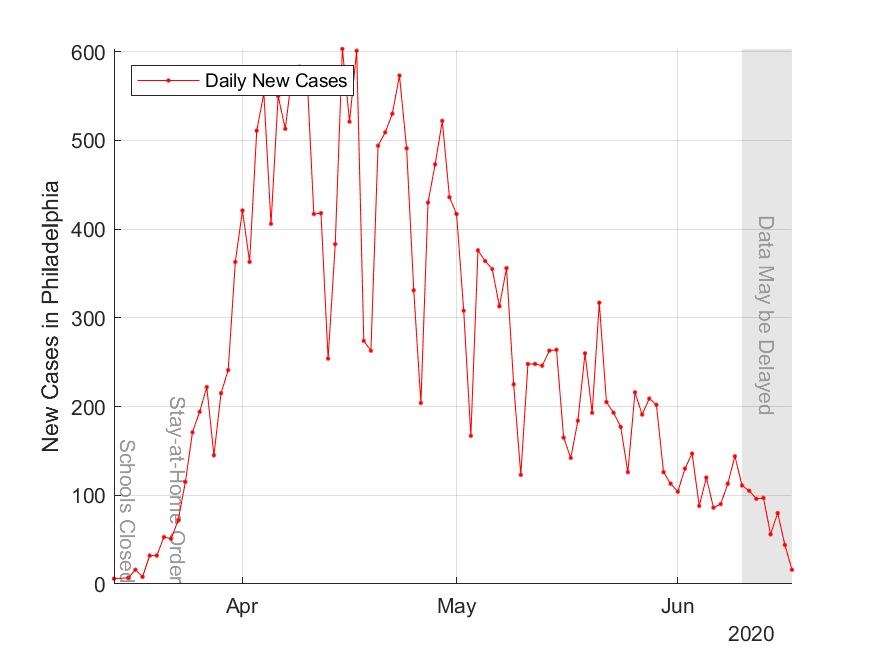 600
500
400
300
200
100
0
New Cases in Philadelphia
Daily New Cases
Schools Closed
Stay-at-Home Order
Data May be Delayed
Apr
May
Jun
2020